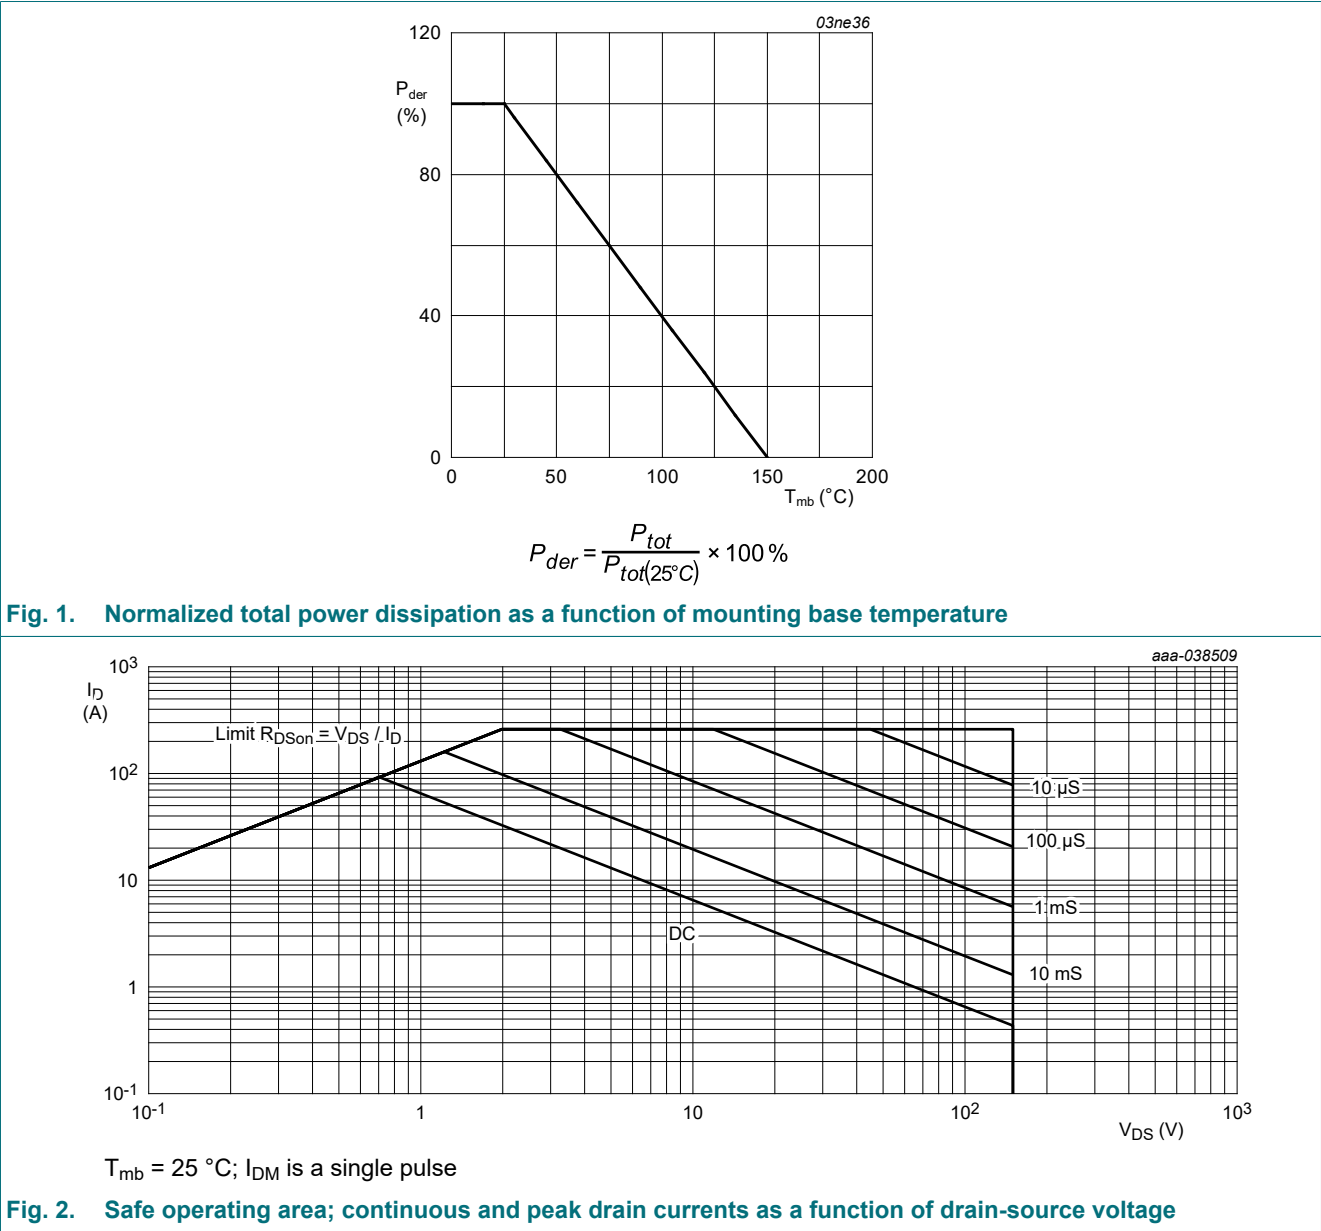 03ne36
120
P_der
(%)
80
40
0
0 50 100 150 200
T_mb (°C)
P_der = P_tot / P_tot(25°C) × 100 %
Fig. 1. Normalized total power dissipation as a function of mounting base temperature
aaa-038509
10^3
I_D
(A)
Limit R_DSon = V_DS / I_D
10^2
10 µS
100 µS
10
1 mS
DC
10 mS
1
10^-1
10^-1 1 10 10^2 10^3
V_DS (V)
T_mb = 25 °C; I_DM is a single pulse
Fig. 2. Safe operating area; continuous and peak drain currents as a function of drain-source voltage